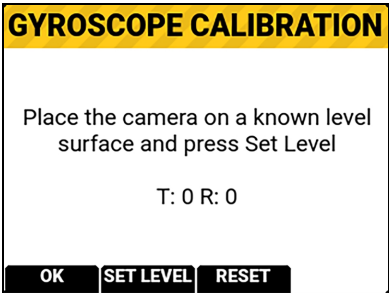 GYROSCOPE CALIBRATION
Place the camera on a known level
surface and press Set Level
T: 0 R: 0
OK SET LEVEL RESET